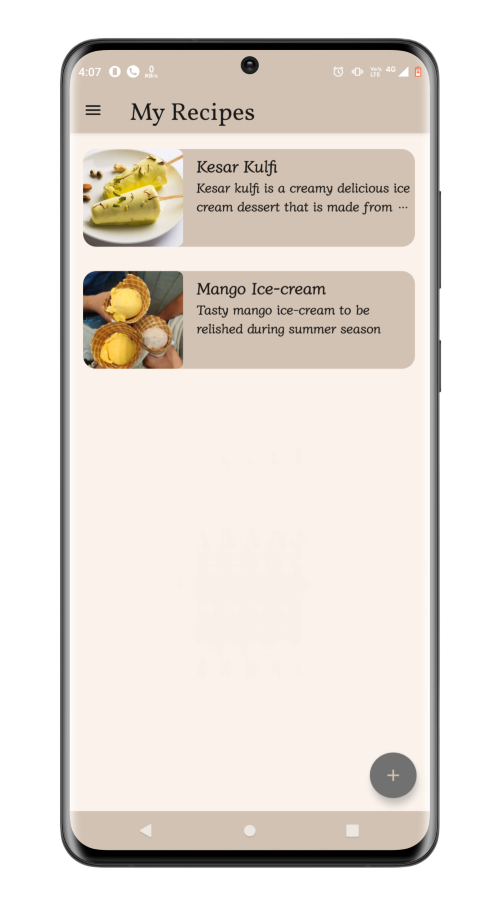 4:07
0
KB/s
Vo))
LTE
4G
My Recipes
Kesar Kulfi
Kesar kulfi is a creamy delicious ice
cream dessert that is made from ...
Mango Ice-cream
Tasty mango ice-cream to be
relished during summer season
+